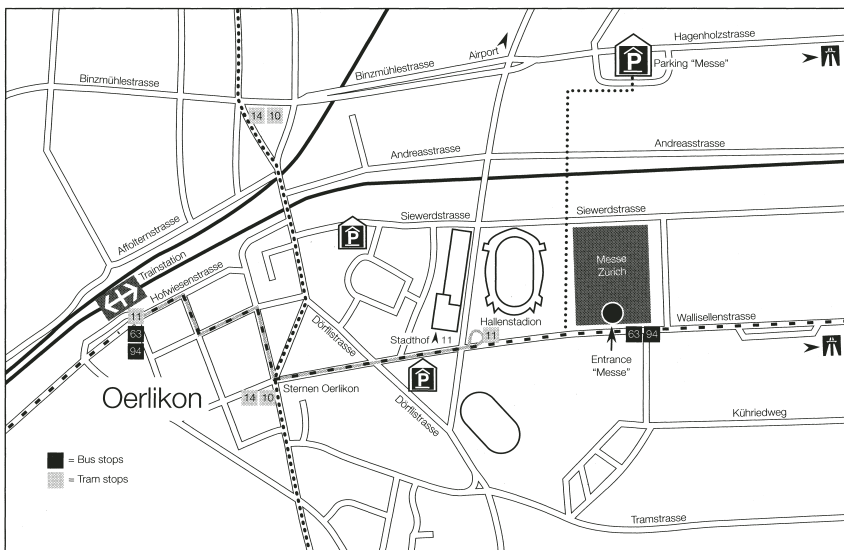 Hagenholzstrasse
Airport
P
Parking "Messe"
Binzmühlestrasse
Binzmühlestrasse
14 10
Andreasstrasse
Andreasstrasse
Affolternstrasse
Siewerdstrasse
Siewerdstrasse
P
Trainstation
Hofwiesenstrasse
Messe
Zürich
11
63
94
Hallenstadion
Wallisellenstrasse
Dörflistrasse
Stadthof 11
11
63 94
Entrance
"Messe"
P
Sternen Oerlikon
Oerlikon
14 10
Dörflistrasse
Kühriedweg
= Bus stops
= Tram stops
Tramstrasse